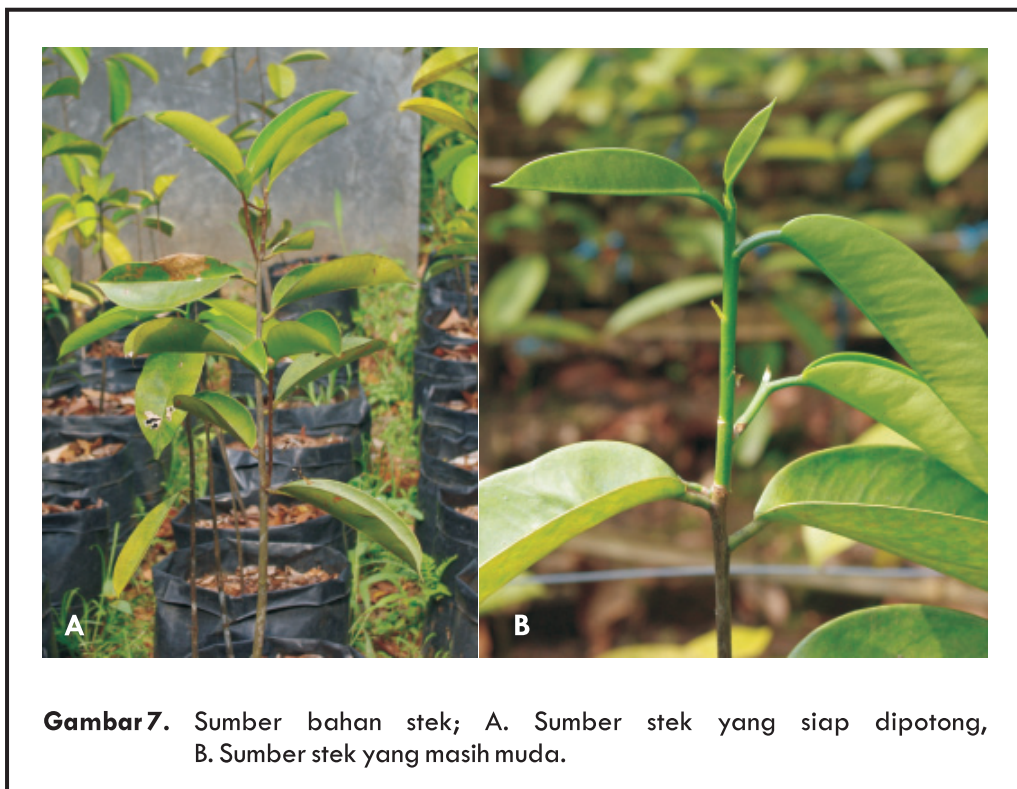 A
B
Gambar 7. Sumber bahan stek; A. Sumber stek yang siap dipotong,
B. Sumber stek yang masih muda.